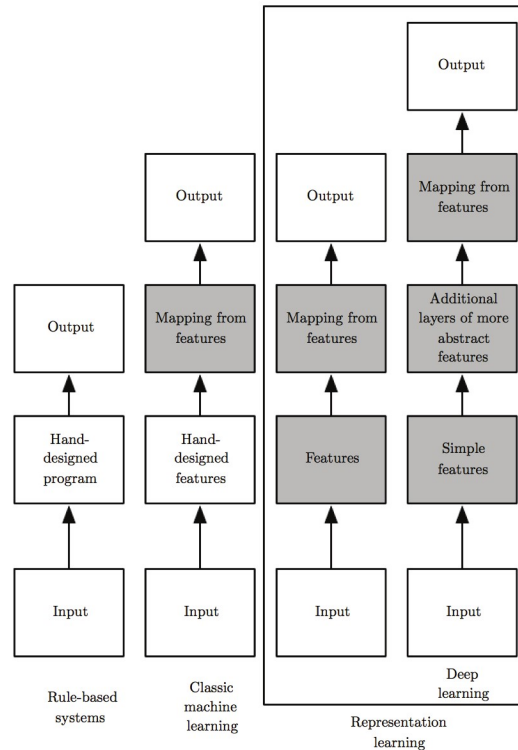 Output
Output
Output
Mapping from
features
Output
Mapping from
features
Mapping from
features
Additional
layers of more
abstract
features
Hand-
designed
program
Hand-
designed
features
Features
Simple
features
Input
Input
Input
Input
Rule-based
systems
Classic
machine
learning
Representation
learning
Deep
learning